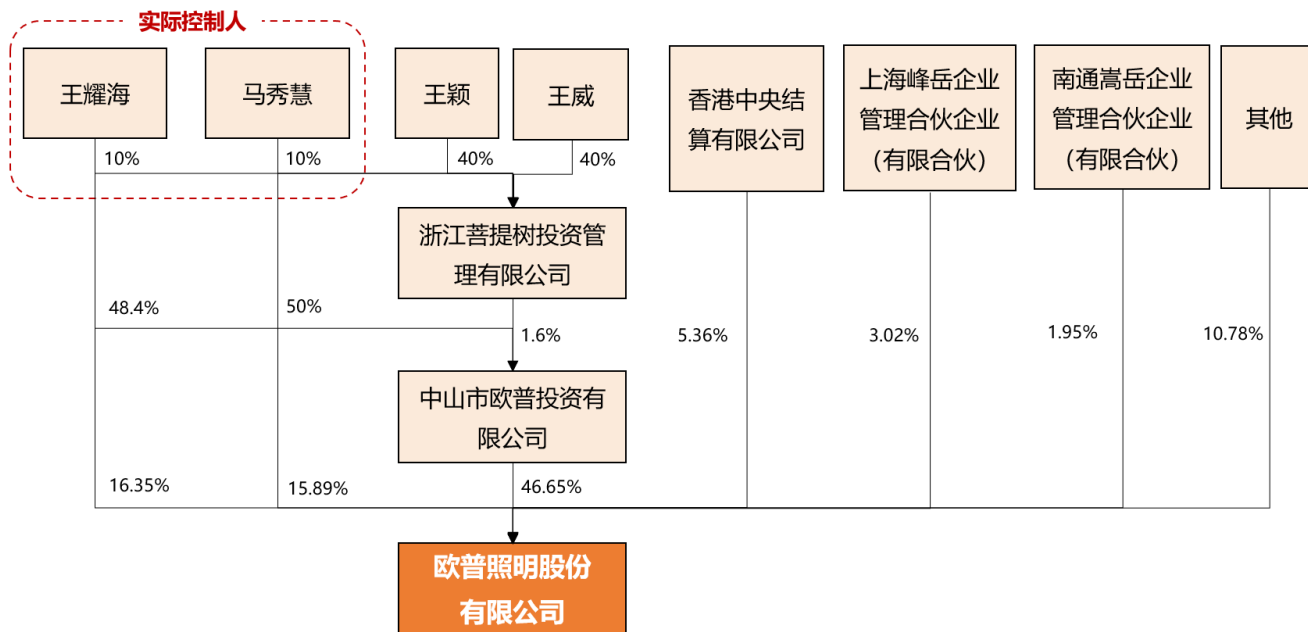 实际控制人
王耀海
马秀慧
王颖
王威
香港中央结
算有限公司
上海峰岳企业
管理合伙企业
（有限合伙）
南通嵩岳企业
管理合伙企业
（有限合伙）
其他
10%
10%
40%
40%
浙江菩提树投资管
理有限公司
48.4%
50%
1.6%
5.36%
3.02%
1.95%
10.78%
中山市欧普投资有
限公司
16.35%
15.89%
46.65%
欧普照明股份
有限公司